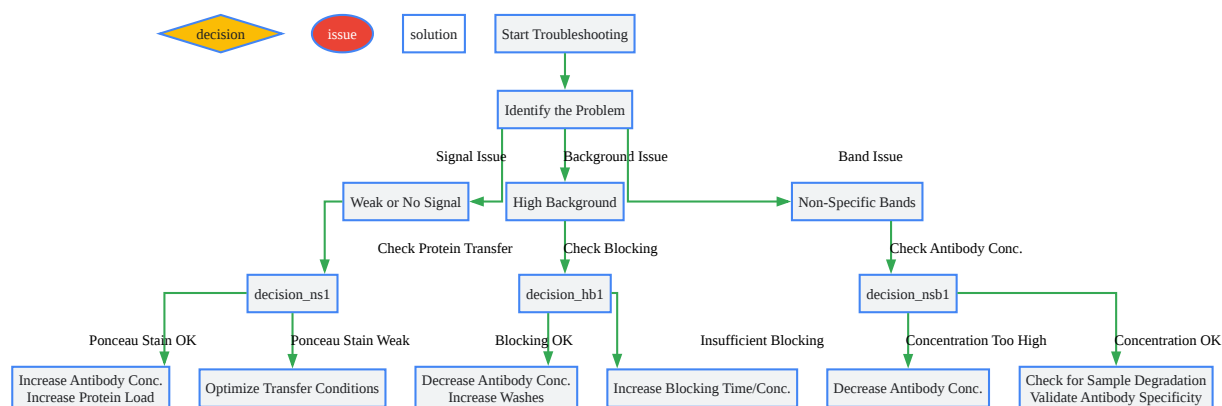 decision
issue
solution
Start Troubleshooting
Identify the Problem
Signal Issue
Background Issue
Band Issue
Weak or No Signal
High Background
Non-Specific Bands
Check Protein Transfer
Check Blocking
Check Antibody Conc.
decision_ns1
decision_hb1
decision_nsb1
Ponceau Stain OK
Ponceau Stain Weak
Blocking OK
Insufficient Blocking
Concentration Too High
Concentration OK
Increase Antibody Conc.
Increase Protein Load
Optimize Transfer Conditions
Decrease Antibody Conc.
Increase Washes
Increase Blocking Time/Conc.
Decrease Antibody Conc.
Check for Sample Degradation
Validate Antibody Specificity